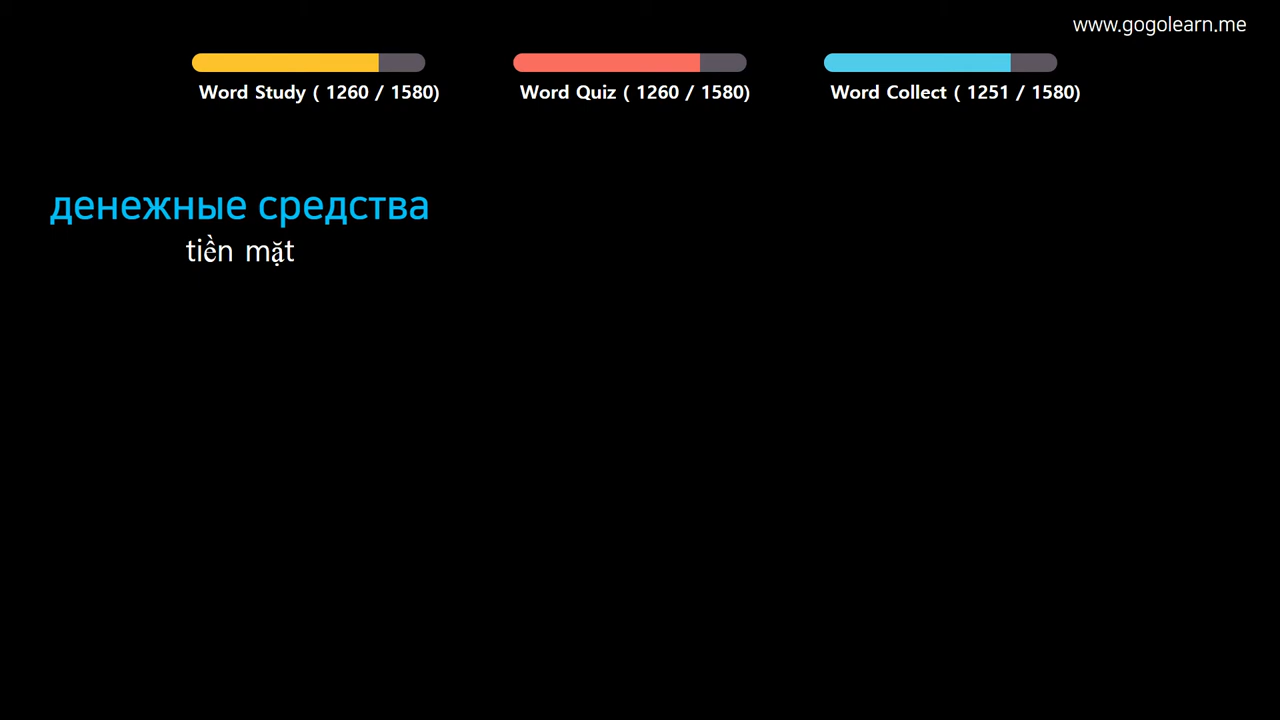 www.gogolearn.me
Word Study ( 1260 / 1580)
Word Quiz ( 1260 / 1580)
Word Collect ( 1251 / 1580)
денежные средства
tiền mặt